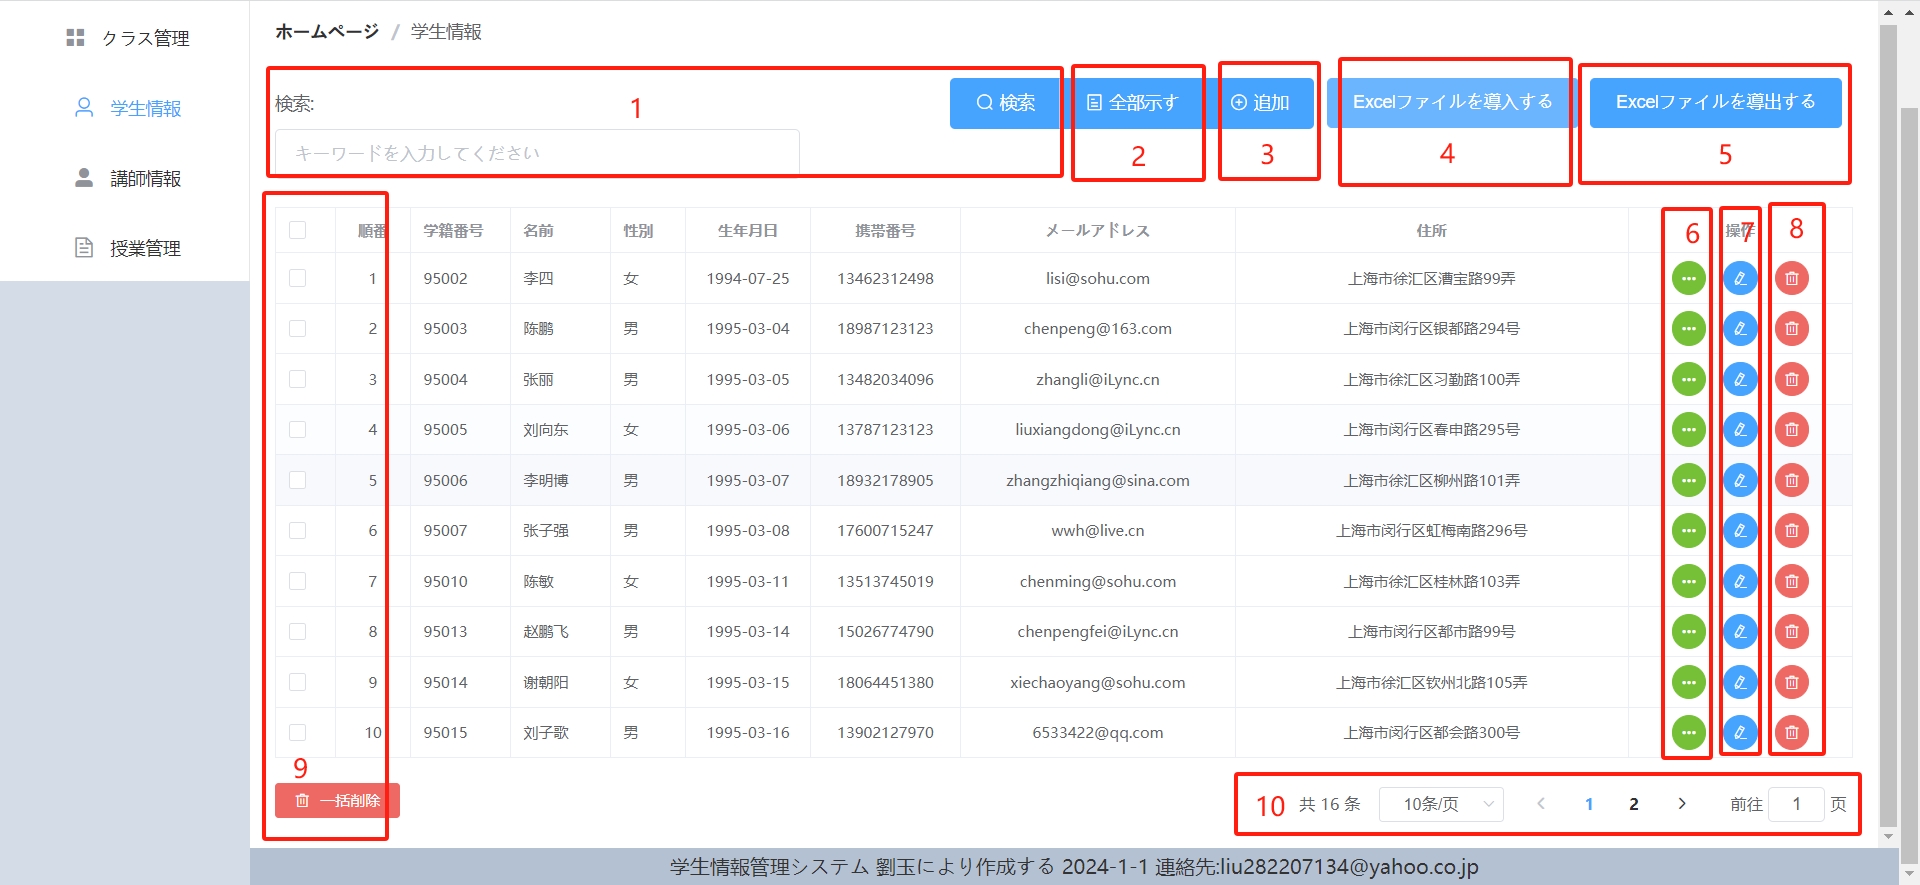 クラス管理
学生情報
講師情報
授業管理
ホームページ / 学生情報
検索:
1
キーワードを入力してください
検索
全部示す
2
追加
3
Excelファイルを導入する
4
Excelファイルを導出する
5
順番 学籍番号 名前 性別 生年月日 携帯番号 メールアドレス 住所 6 操作 7 8
1 95002 李四 女 1994-07-25 13462312498 lisi@sohu.com 上海市徐汇区漕宝路99弄
2 95003 陈鹏 男 1995-03-04 18987123123 chenpeng@163.com 上海市闵行区银都路294号
3 95004 张丽 男 1995-03-05 13482034096 zhangli@iLync.cn 上海市徐汇区习勤路100弄
4 95005 刘向东 女 1995-03-06 13787123123 liuxiangdong@iLync.cn 上海市闵行区春申路295号
5 95006 李明博 男 1995-03-07 18932178905 zhangzhiqiang@sina.com 上海市徐汇区柳州路101弄
6 95007 张子强 男 1995-03-08 17600715247 wwh@live.cn 上海市闵行区虹梅南路296号
7 95010 陈敏 女 1995-03-11 13513745019 chenming@sohu.com 上海市徐汇区桂林路103弄
8 95013 赵鹏飞 男 1995-03-14 15026774790 chenpengfei@iLync.cn 上海市闵行区都市路99号
9 95014 谢朝阳 女 1995-03-15 18064451380 xiechaoyang@sohu.com 上海市徐汇区钦州北路105弄
10 95015 刘子歌 男 1995-03-16 13902127970 6533422@qq.com 上海市闵行区都会路300号
9
一括削除
10 共 16 条 10条/页 1 2 前往 1 页
学生情報管理システム 劉玉により作成する 2024-1-1 連絡先:liu282207134@yahoo.co.jp